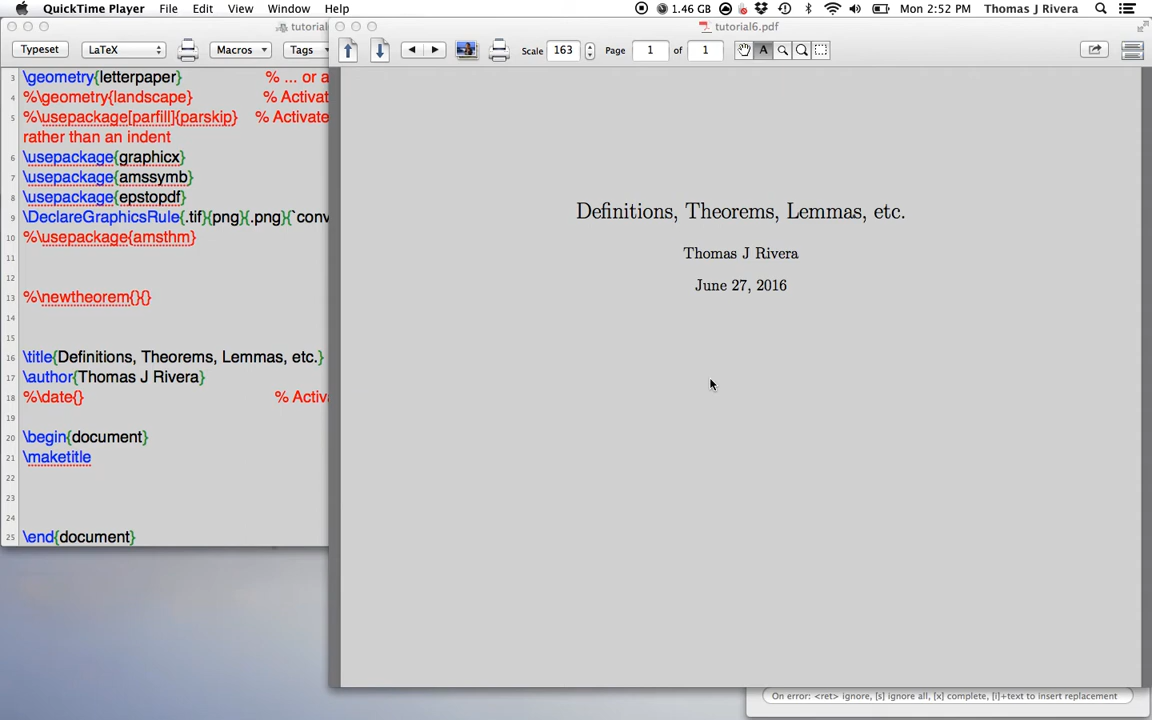 QuickTime Player File Edit View Window Help 1.46 GB Mon 2:52 PM Thomas J Rivera
tutorial
tutorial6.pdf
Typeset LaTeX Macros Tags
Scale 163 Page 1 of 1 A
3 \geometry{letterpaper} % ... or a
4 %\geometry{landscape} % Activat
5 %\usepackage[parfill]{parskip} % Activate
rather than an indent
6 \usepackage{graphicx}
7 \usepackage{amssymb}
8 \usepackage{epstopdf}
9 \DeclareGraphicsRule{.tif}{png}{.png}{`conv
10 %\usepackage{amsthm}
11
12
13 %\newtheorem{}{}
14
15
16 \title{Definitions, Theorems, Lemmas, etc.}
17 \author{Thomas J Rivera}
18 %\date{} % Activ
19
20 \begin{document}
21 \maketitle
22
23
24
25 \end{document}
Definitions, Theorems, Lemmas, etc.
Thomas J Rivera
June 27, 2016
On error: <ret> ignore, [s] ignore all, [x] complete, [i]+text to insert replacement